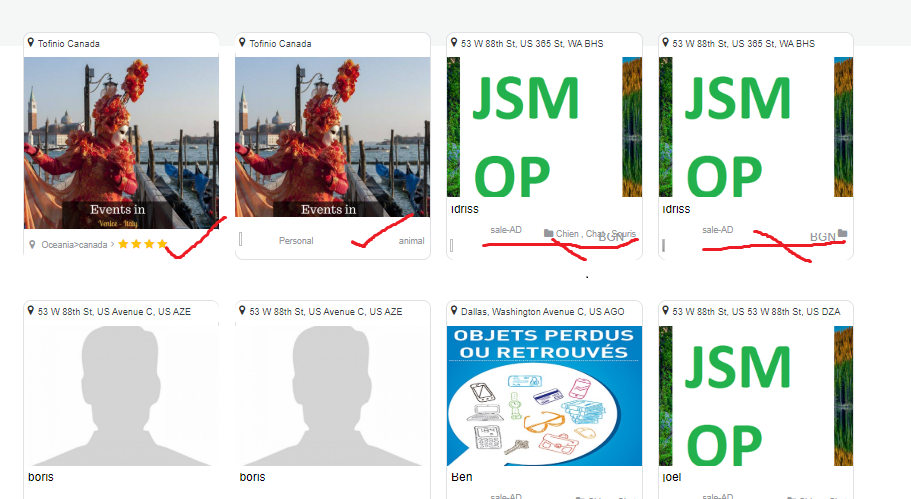 Tofinio Canada
Tofinio Canada
53 W 88th St, US 365 St, WA BHS
53 W 88th St, US 365 St, WA BHS
JSM
OP
JSM
OP
Events in
Venice - Italy
Events in
idriss
idriss
Oceania>canada >
Personal
animal
sale-AD
Chien , Chat , Souris
BGN
sale-AD
BGN
53 W 88th St, US Avenue C, US AZE
53 W 88th St, US Avenue C, US AZE
Dallas, Washington Avenue C, US AGO
53 W 88th St, US 53 W 88th St, US DZA
OBJETS PERDUS
OU RETROUVÉS
JSM
OP
boris
boris
Ben
joel
sale-AD
sale-AD